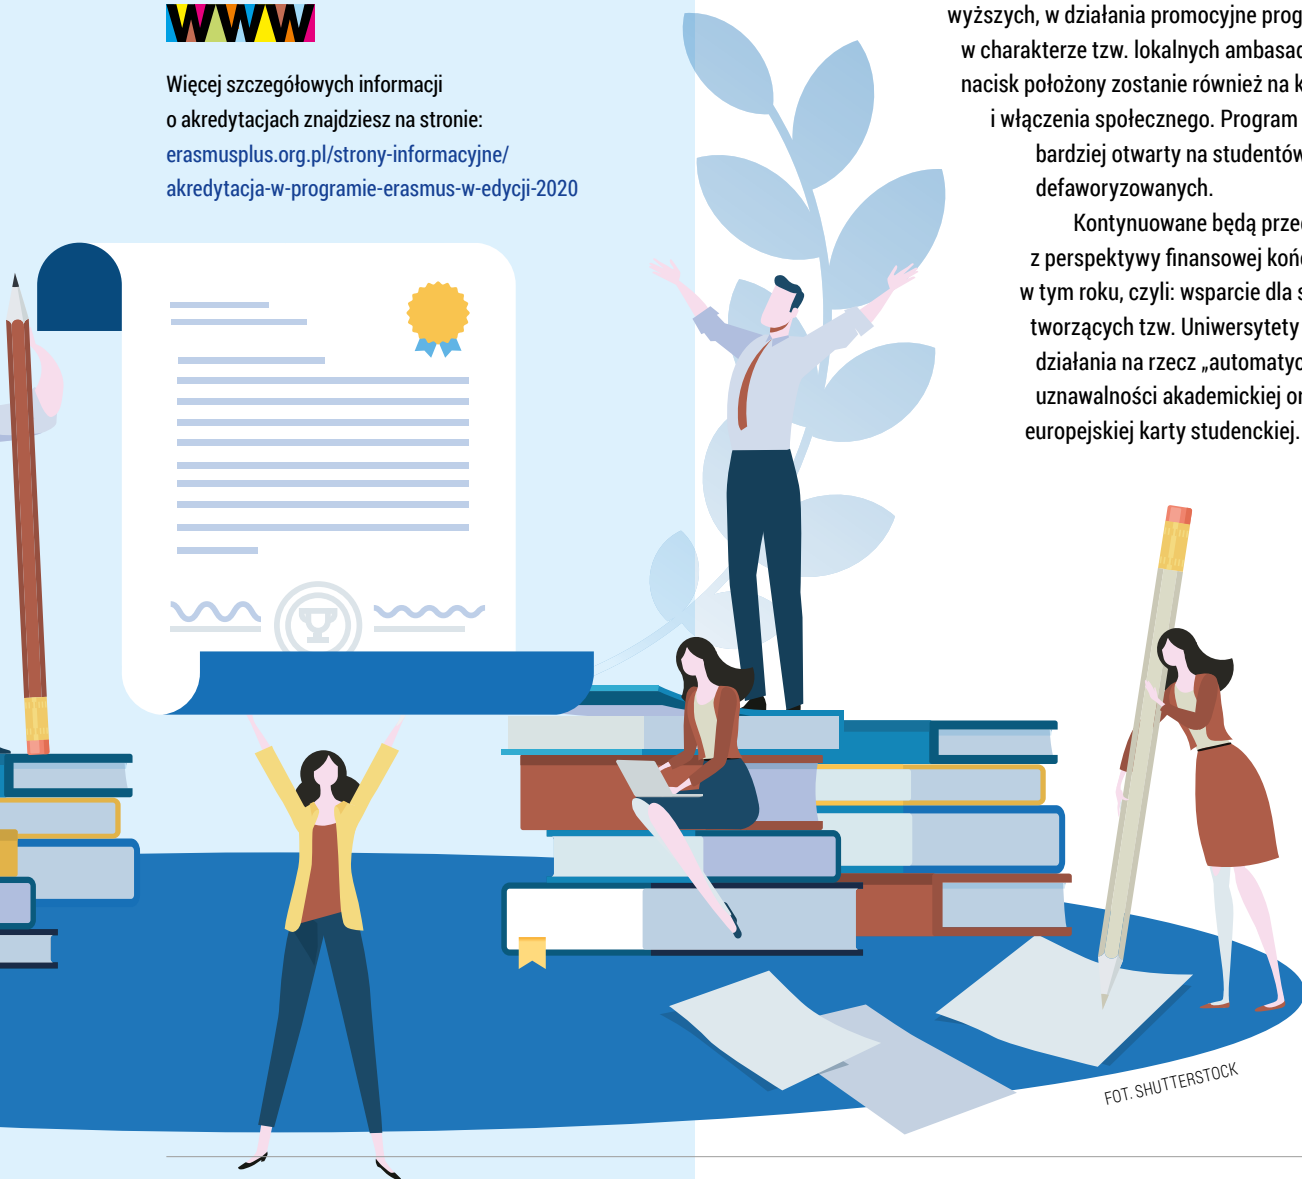 WWW
Więcej szczegółowych informacji
o akredytacjach znajdziesz na stronie:
erasmusplus.org.pl/strony-informacyjne/
akredytacja-w-programie-erasmus-w-edycji-2020
wyższych, w działania promocyjne
w charakterze tzw. lokalnych
nacisk położony zostanie również na
i włączenia społecznego. Program
bardziej otwarty na studentów
defaworyzowanych.
Kontynuowane będą
z perspektywy finansowej
w tym roku, czyli: wsparcie dla
tworzących tzw. Uniwersytety
działania na rzecz
uznawalności akademickiej
europejskiej karty studenckiej.
FOT. SHUTTERSTOCK